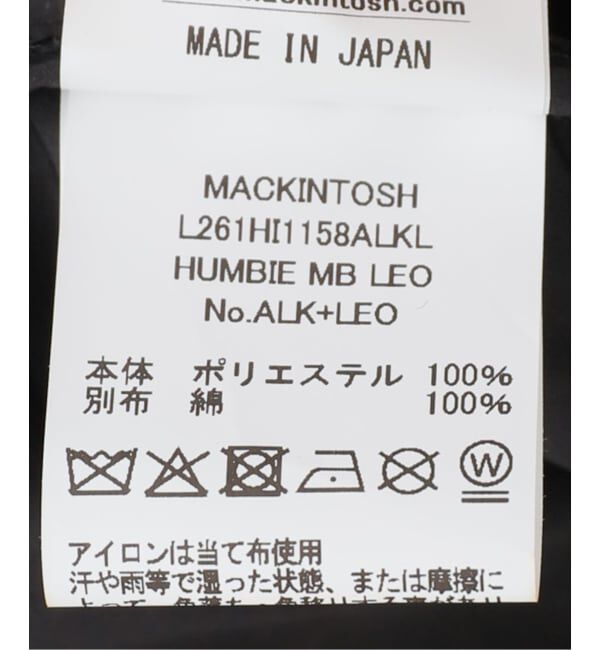 mackintosh.com
MADE IN JAPAN
MACKINTOSH
L261HI1158ALKL
HUMBIE MB LEO
No.ALK+LEO
本体 ポリエステル 100%
別布 綿 100%
W
アイロンは当て布使用
汗や雨等で湿った状態、または摩擦に